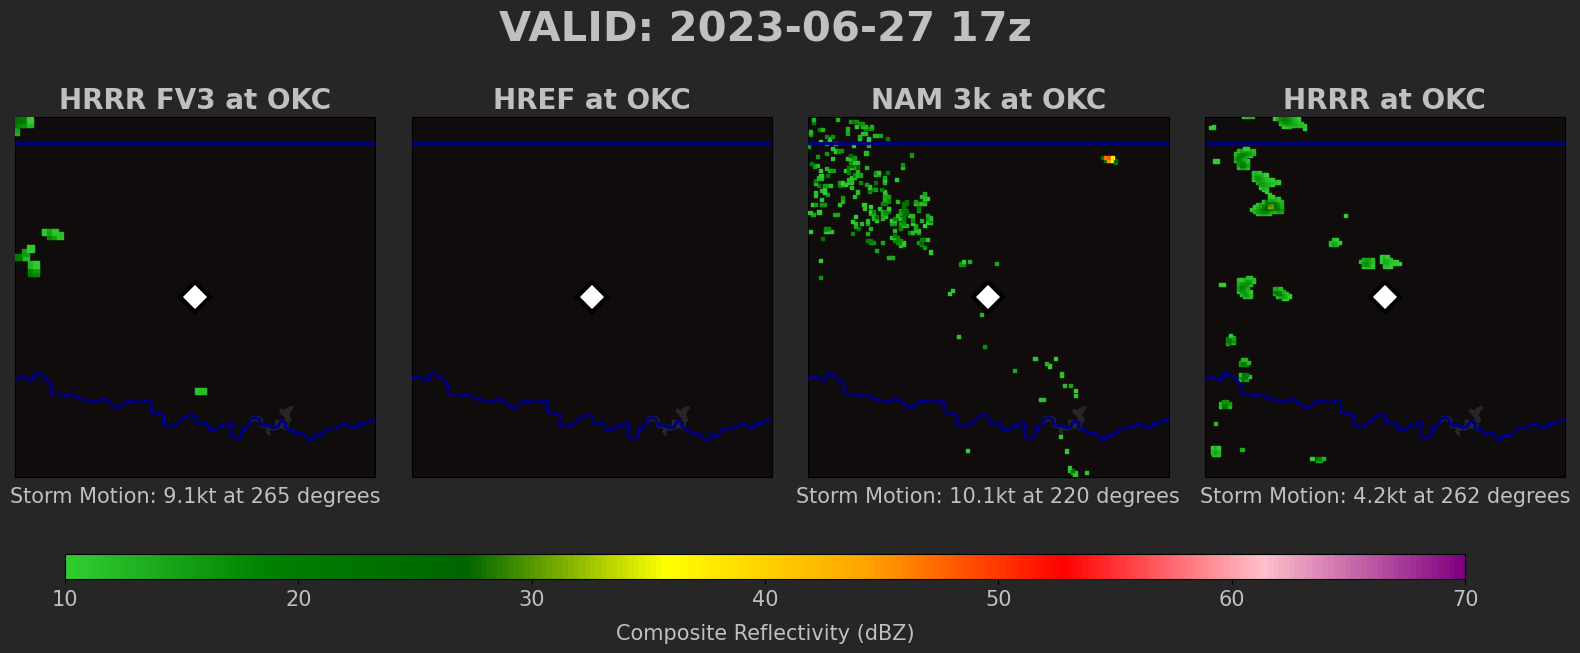 VALID: 2023-06-27 17z
HRRR FV3 at OKC
HREF at OKC
NAM 3k at OKC
HRRR at OKC
Storm Motion: 9.1kt at 265 degrees
Storm Motion: 10.1kt at 220 degrees
Storm Motion: 4.2kt at 262 degrees
10 20 30 40 50 60 70
Composite Reflectivity (dBZ)